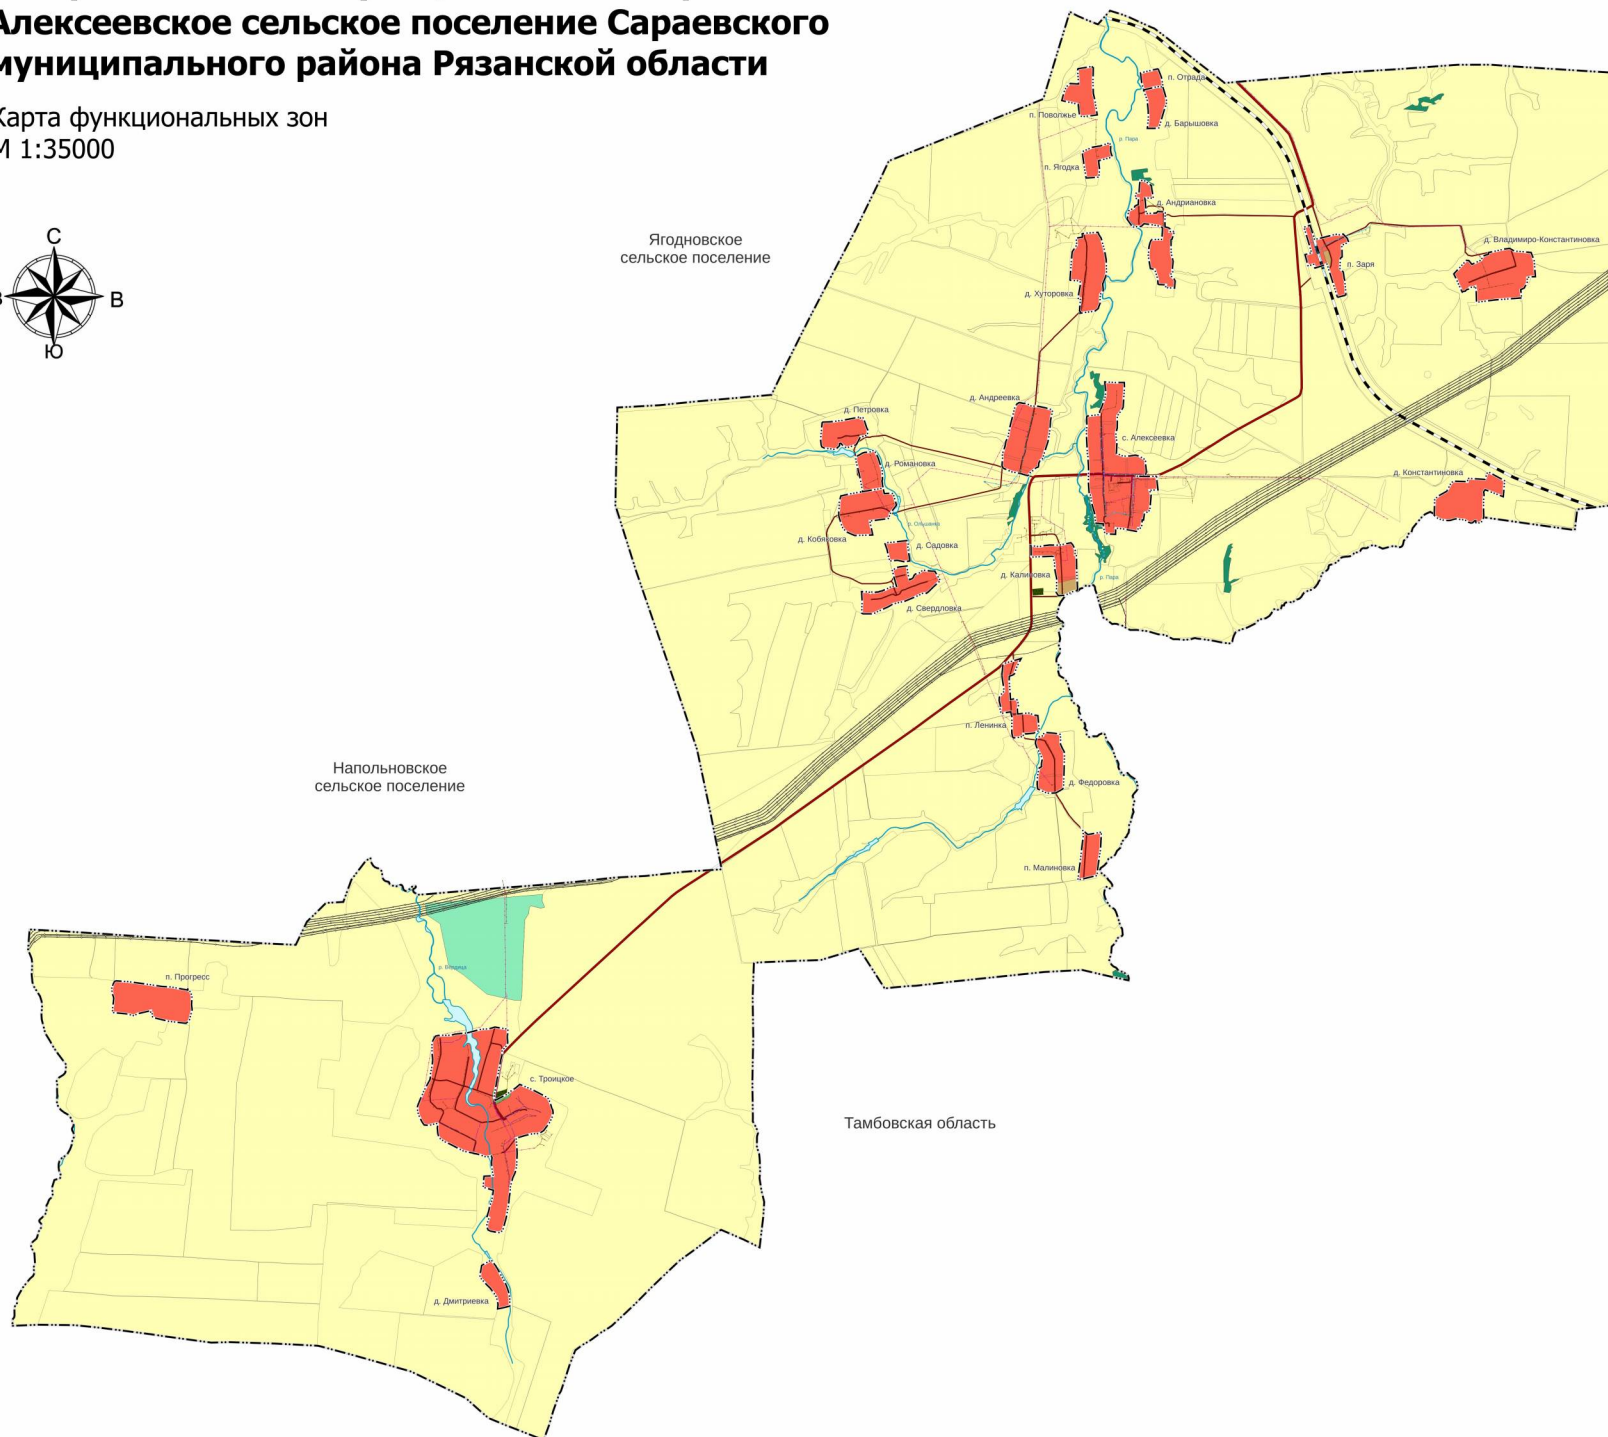 Алексеевское сельское поселение Сараевского
муниципального района Рязанской области
Карта функциональных зон
М 1:35000
С
В
Ю
п. Отрада
п. Поволжье
д. Барышовка
р. Пара
п. Ягодка
д. Андриановка
Ягодновское
сельское поселение
д. Владимиро-Константиновка
п. Заря
д. Хуторовка
д. Андреевка
д. Петровка
с. Алексеевка
д. Романовка
д. Константиновка
р. Ольшанка
д. Кобяковка
д. Садовка
д. Калиновка
р. Пара
д. Свердловка
п. Ленинка
Напольновское
сельское поселение
д. Федоровка
п. Малиновка
п. Прогресс
с. Троицкое
Тамбовская область
д. Дмитриевка